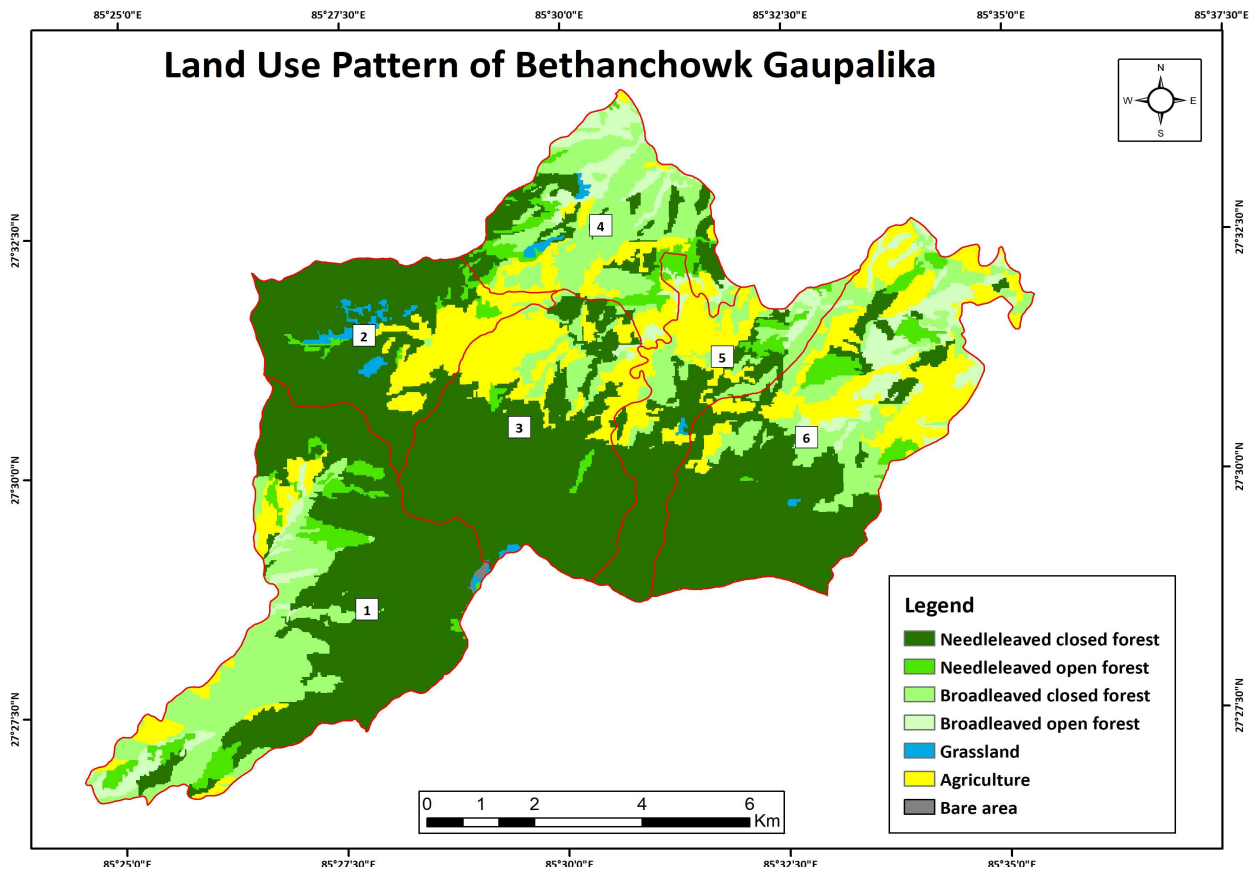 85°25'0"E 85°27'30"E 85°30'0"E 85°32'30"E 85°35'0"E 85°37'30"E
Land Use Pattern of Bethanchowk Gaupalika
N
W E
S
27°32'30"N 27°32'30"N
4
2
5
3
6
27°30'0"N 27°30'0"N
1
Legend
Needleleaved closed forest
Needleleaved open forest
Broadleaved closed forest
Broadleaved open forest
Grassland
Agriculture
Bare area
27°27'30"N 27°27'30"N
0 1 2 4 6
Km
85°25'0"E 85°27'30"E 85°30'0"E 85°32'30"E 85°35'0"E